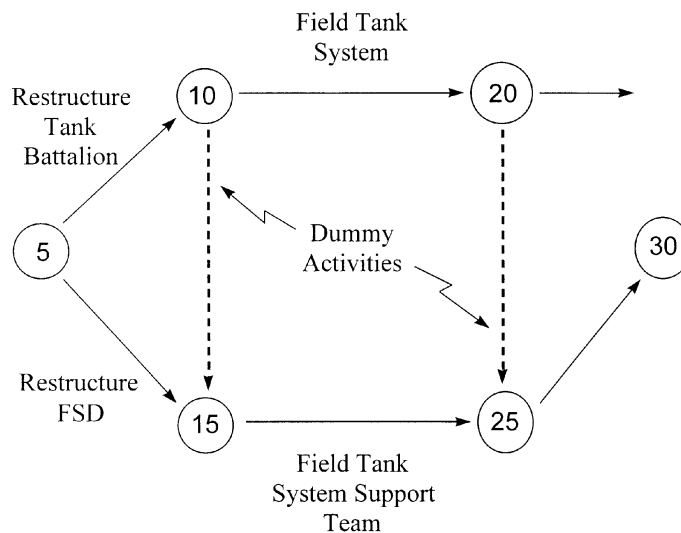 Field Tank
System
10
20
Restructure
Tank
Battalion
5
Dummy
Activities
30
Restructure
FSD
15
25
Field Tank
System Support
Team